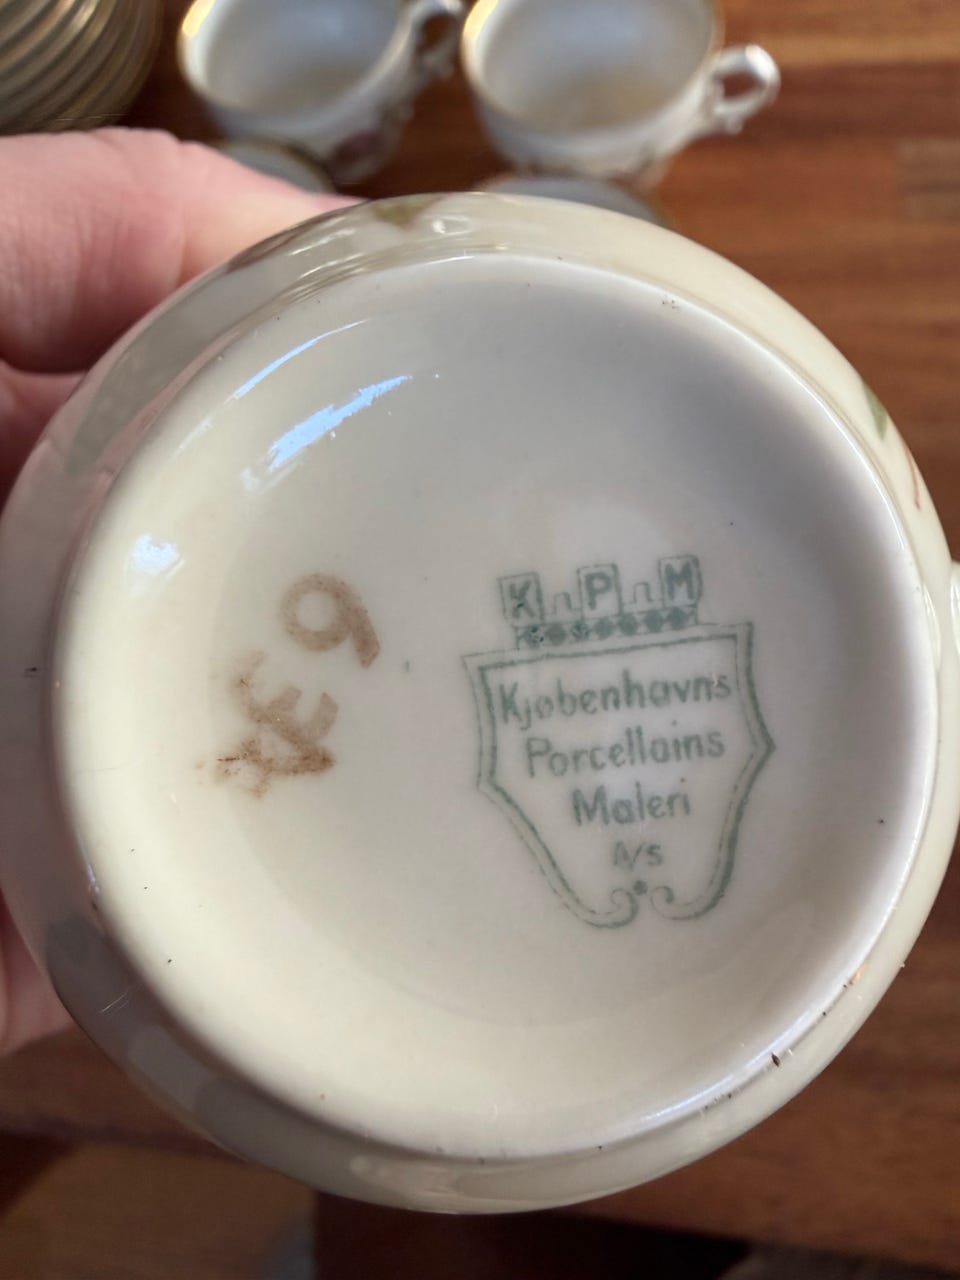 K P M
Kjøbenhavns
Porcellains
Maleri
A/S